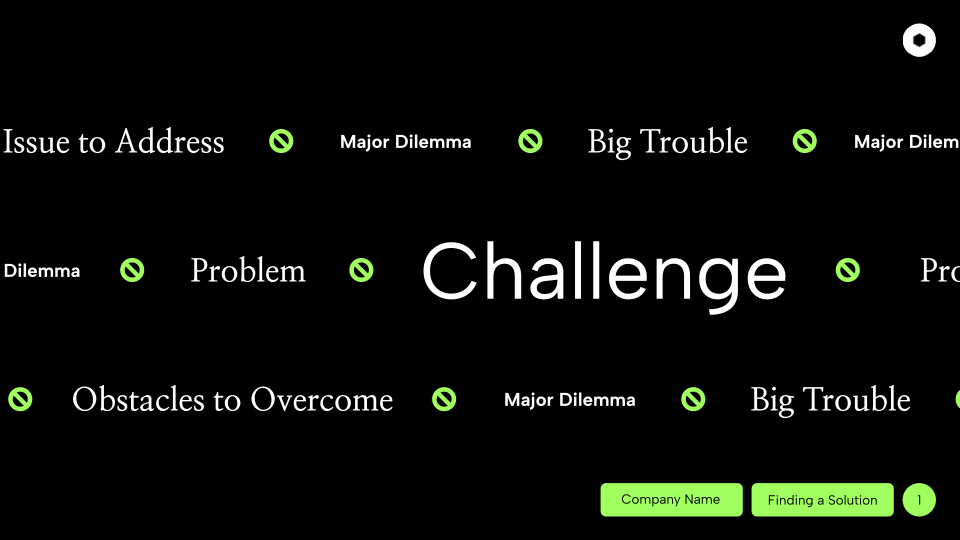 Issue to Address Major Dilemma Big Trouble Major Dilem
Dilemma Problem Challenge Pro
Obstacles to Overcome Major Dilemma Big Trouble
Company Name Finding a Solution 1